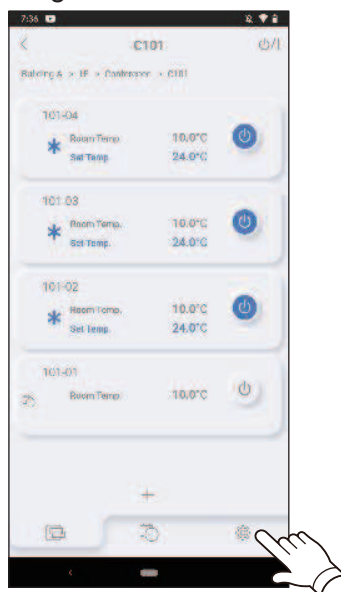 7:36
C101
Building A > 1F > Conference > C101
101-04
Room Temp. 10.0°C
Set Temp. 24.0°C
101-03
Room Temp. 10.0°C
Set Temp. 24.0°C
101-02
Room Temp. 10.0°C
Set Temp. 24.0°C
101-01
Room Temp. 10.0°C